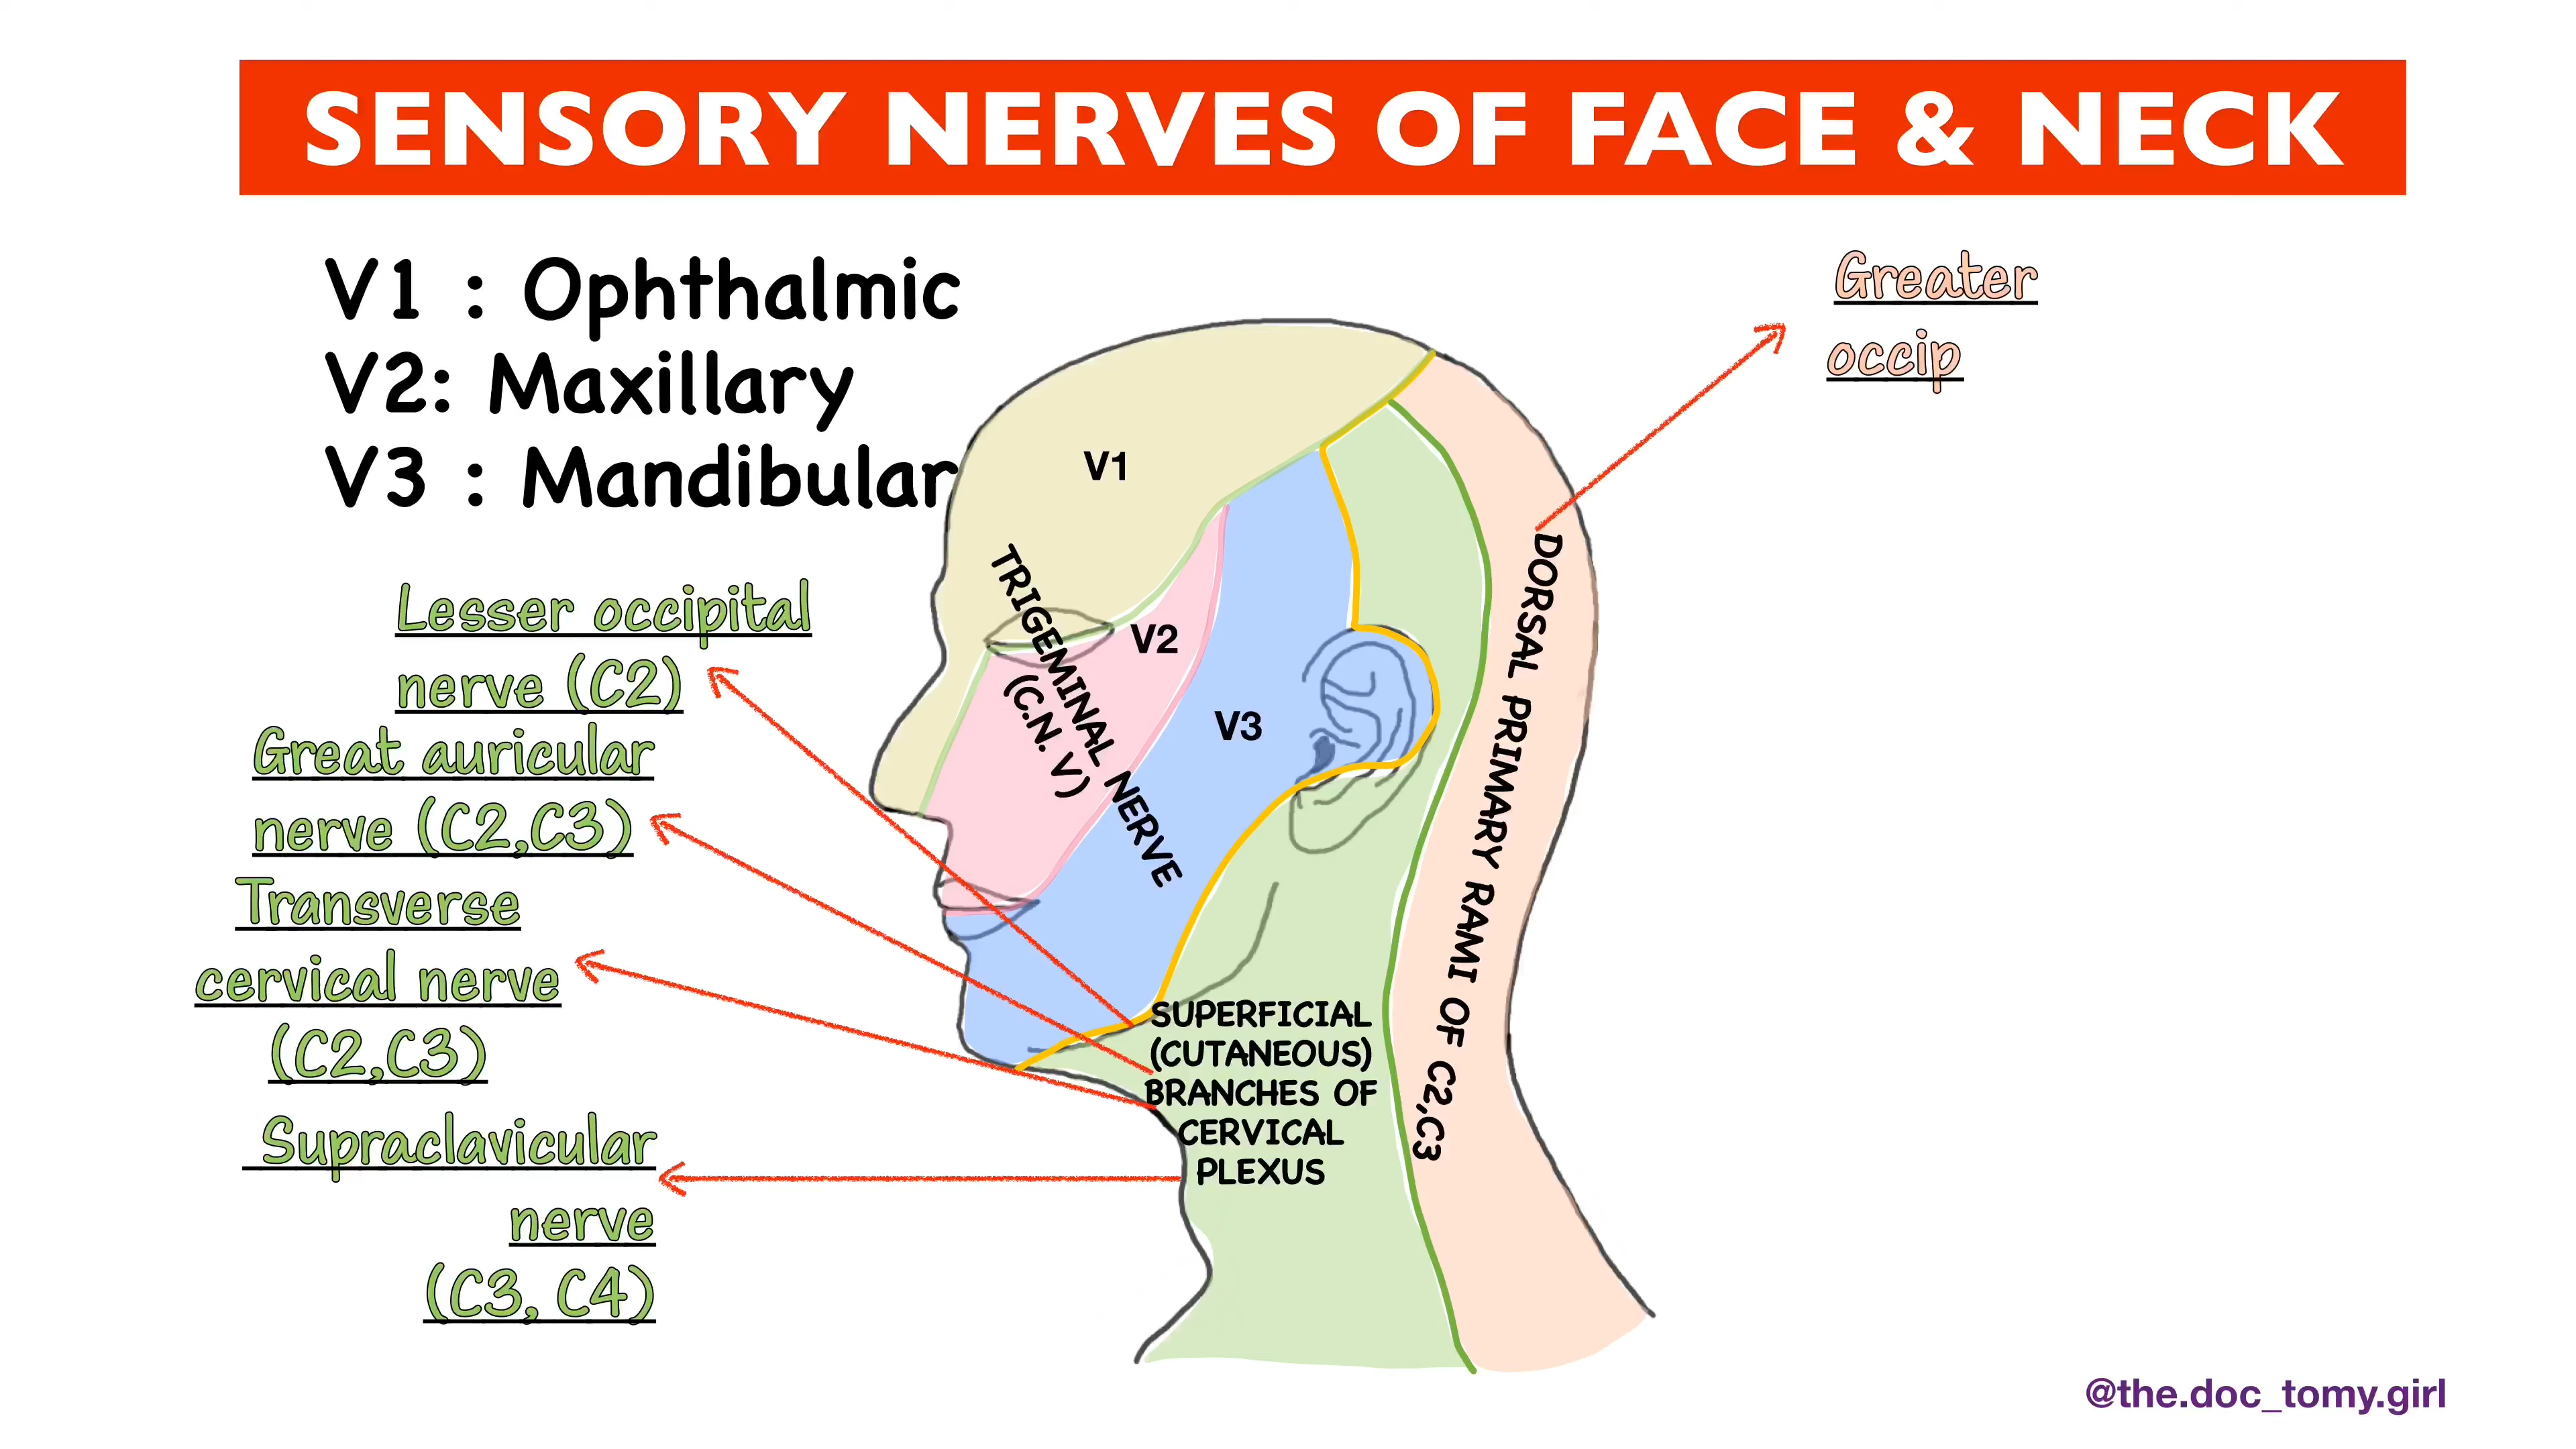 SENSORY NERVES OF FACE & NECK
V1 : Ophthalmic
V2: Maxillary
V3 : Mandibular
Greater
occip
Lesser occipital
nerve (C2)
Great auricular
nerve (C2,C3)
Transverse
cervical nerve
(C2,C3)
Supraclavicular
nerve
(C3, C4)
V1
V2
V3
TRIGEMINAL NERVE
(C.N. V)
DORSAL PRIMARY RAMI OF C2,C3
SUPERFICIAL
(CUTANEOUS)
BRANCHES OF
CERVICAL
PLEXUS
@the.doc_tomy.girl